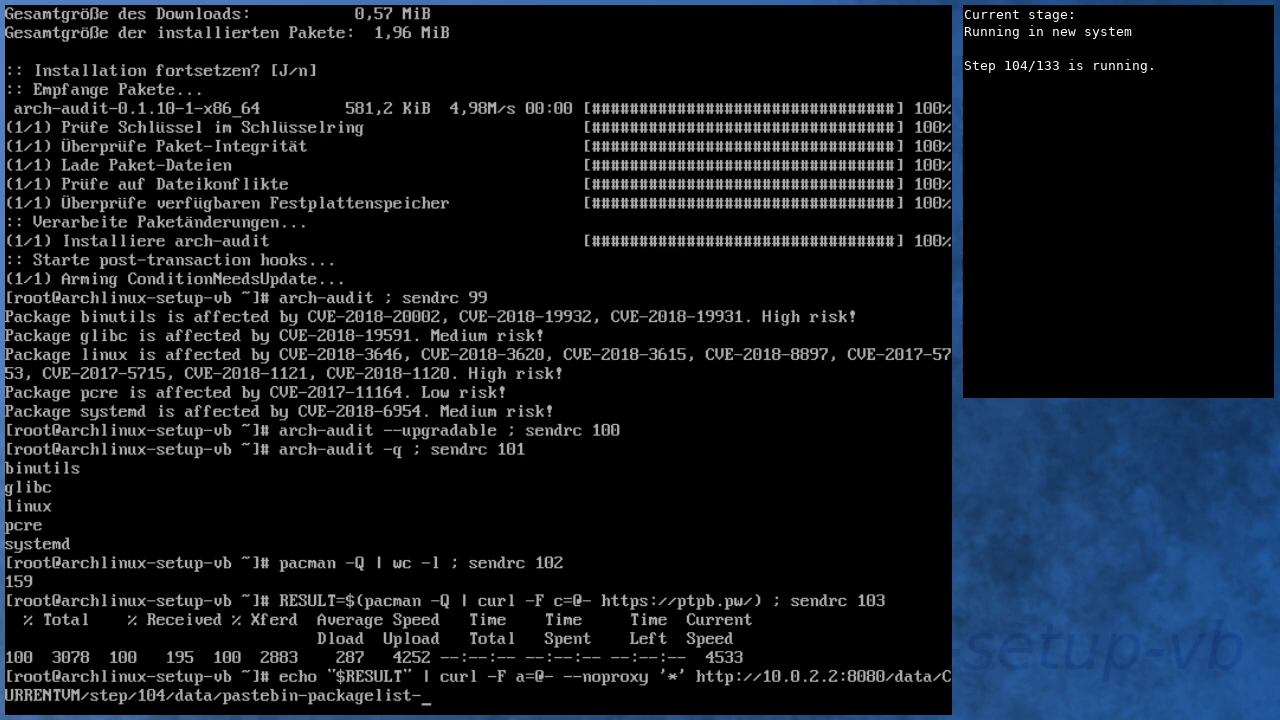 Gesamtgröße des Downloads:           0,57 MiB
Gesamtgröße der installierten Pakete:  1,96 MiB
:: Installation fortsetzen? [J/n]
:: Empfange Pakete...
 arch-audit-0.1.10-1-x86_64         581,2 KiB  4,98M/s 00:00 [################################] 100%
(1/1) Prüfe Schlüssel im Schlüsselring                       [################################] 100%
(1/1) Überprüfe Paket-Integrität                             [################################] 100%
(1/1) Lade Paket-Dateien                                     [################################] 100%
(1/1) Prüfe auf Dateikonflikte                               [################################] 100%
(1/1) Überprüfe verfügbaren Festplattenspeicher              [################################] 100%
:: Verarbeite Paketänderungen...
(1/1) Installiere arch-audit                                 [################################] 100%
:: Starte post-transaction hooks...
(1/1) Arming ConditionNeedsUpdate...
[root@archlinux-setup-vb ~]# arch-audit ; sendrc 99
Package binutils is affected by CVE-2018-20002, CVE-2018-19932, CVE-2018-19931. High risk!
Package glibc is affected by CVE-2018-19591. Medium risk!
Package linux is affected by CVE-2018-3646, CVE-2018-3620, CVE-2018-3615, CVE-2018-8897, CVE-2017-57
53, CVE-2017-5715, CVE-2018-1121, CVE-2018-1120. High risk!
Package pcre is affected by CVE-2017-11164. Low risk!
Package systemd is affected by CVE-2018-6954. Medium risk!
[root@archlinux-setup-vb ~]# arch-audit --upgradable ; sendrc 100
[root@archlinux-setup-vb ~]# arch-audit -q ; sendrc 101
binutils
glibc
linux
pcre
systemd
[root@archlinux-setup-vb ~]# pacman -Q | wc -l ; sendrc 102
159
[root@archlinux-setup-vb ~]# RESULT=$(pacman -Q | curl -F c=@- https://ptpb.pw/) ; sendrc 103
  % Total    % Received % Xferd  Average Speed   Time    Time     Time  Current
                                 Dload  Upload   Total   Spent    Left  Speed
100  3078  100   195  100  2883    287   4252 --:--:-- --:--:-- --:--:--  4533
[root@archlinux-setup-vb ~]# echo "$RESULT" | curl -F a=@- --noproxy '*' http://10.0.2.2:8080/data/C
URRENTVM/step/104/data/pastebin-packagelist-_
Current stage:
Running in new system
Step 104/133 is running.
setup-vb